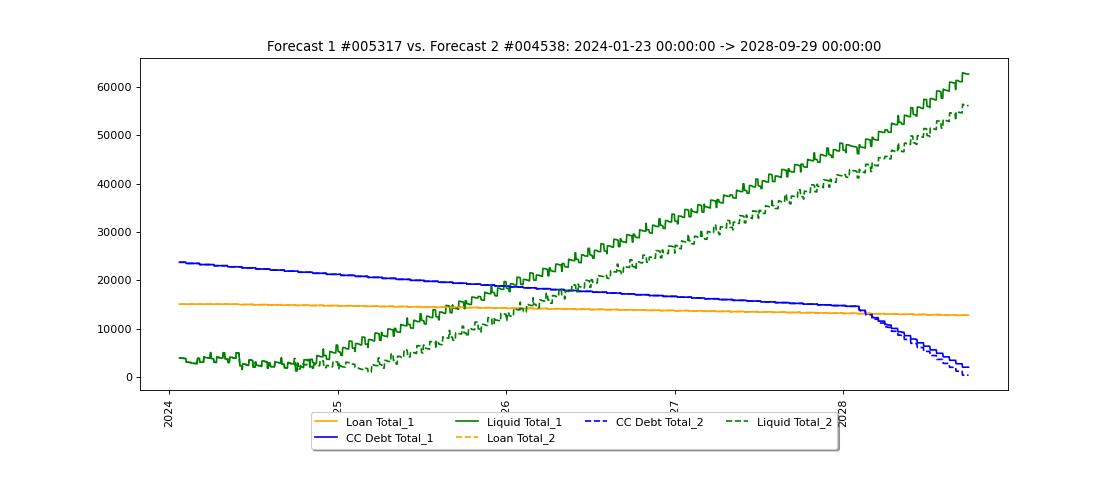 Forecast 1 #005317 vs. Forecast 2 #004538: 2024-01-23 00:00:00 -> 2028-09-29 00:00:00
60000
50000
40000
30000
20000
10000
0
2024
25
26
27
2028
Loan Total_1
Liquid Total_1
CC Debt Total_2
Liquid Total_2
CC Debt Total_1
Loan Total_2